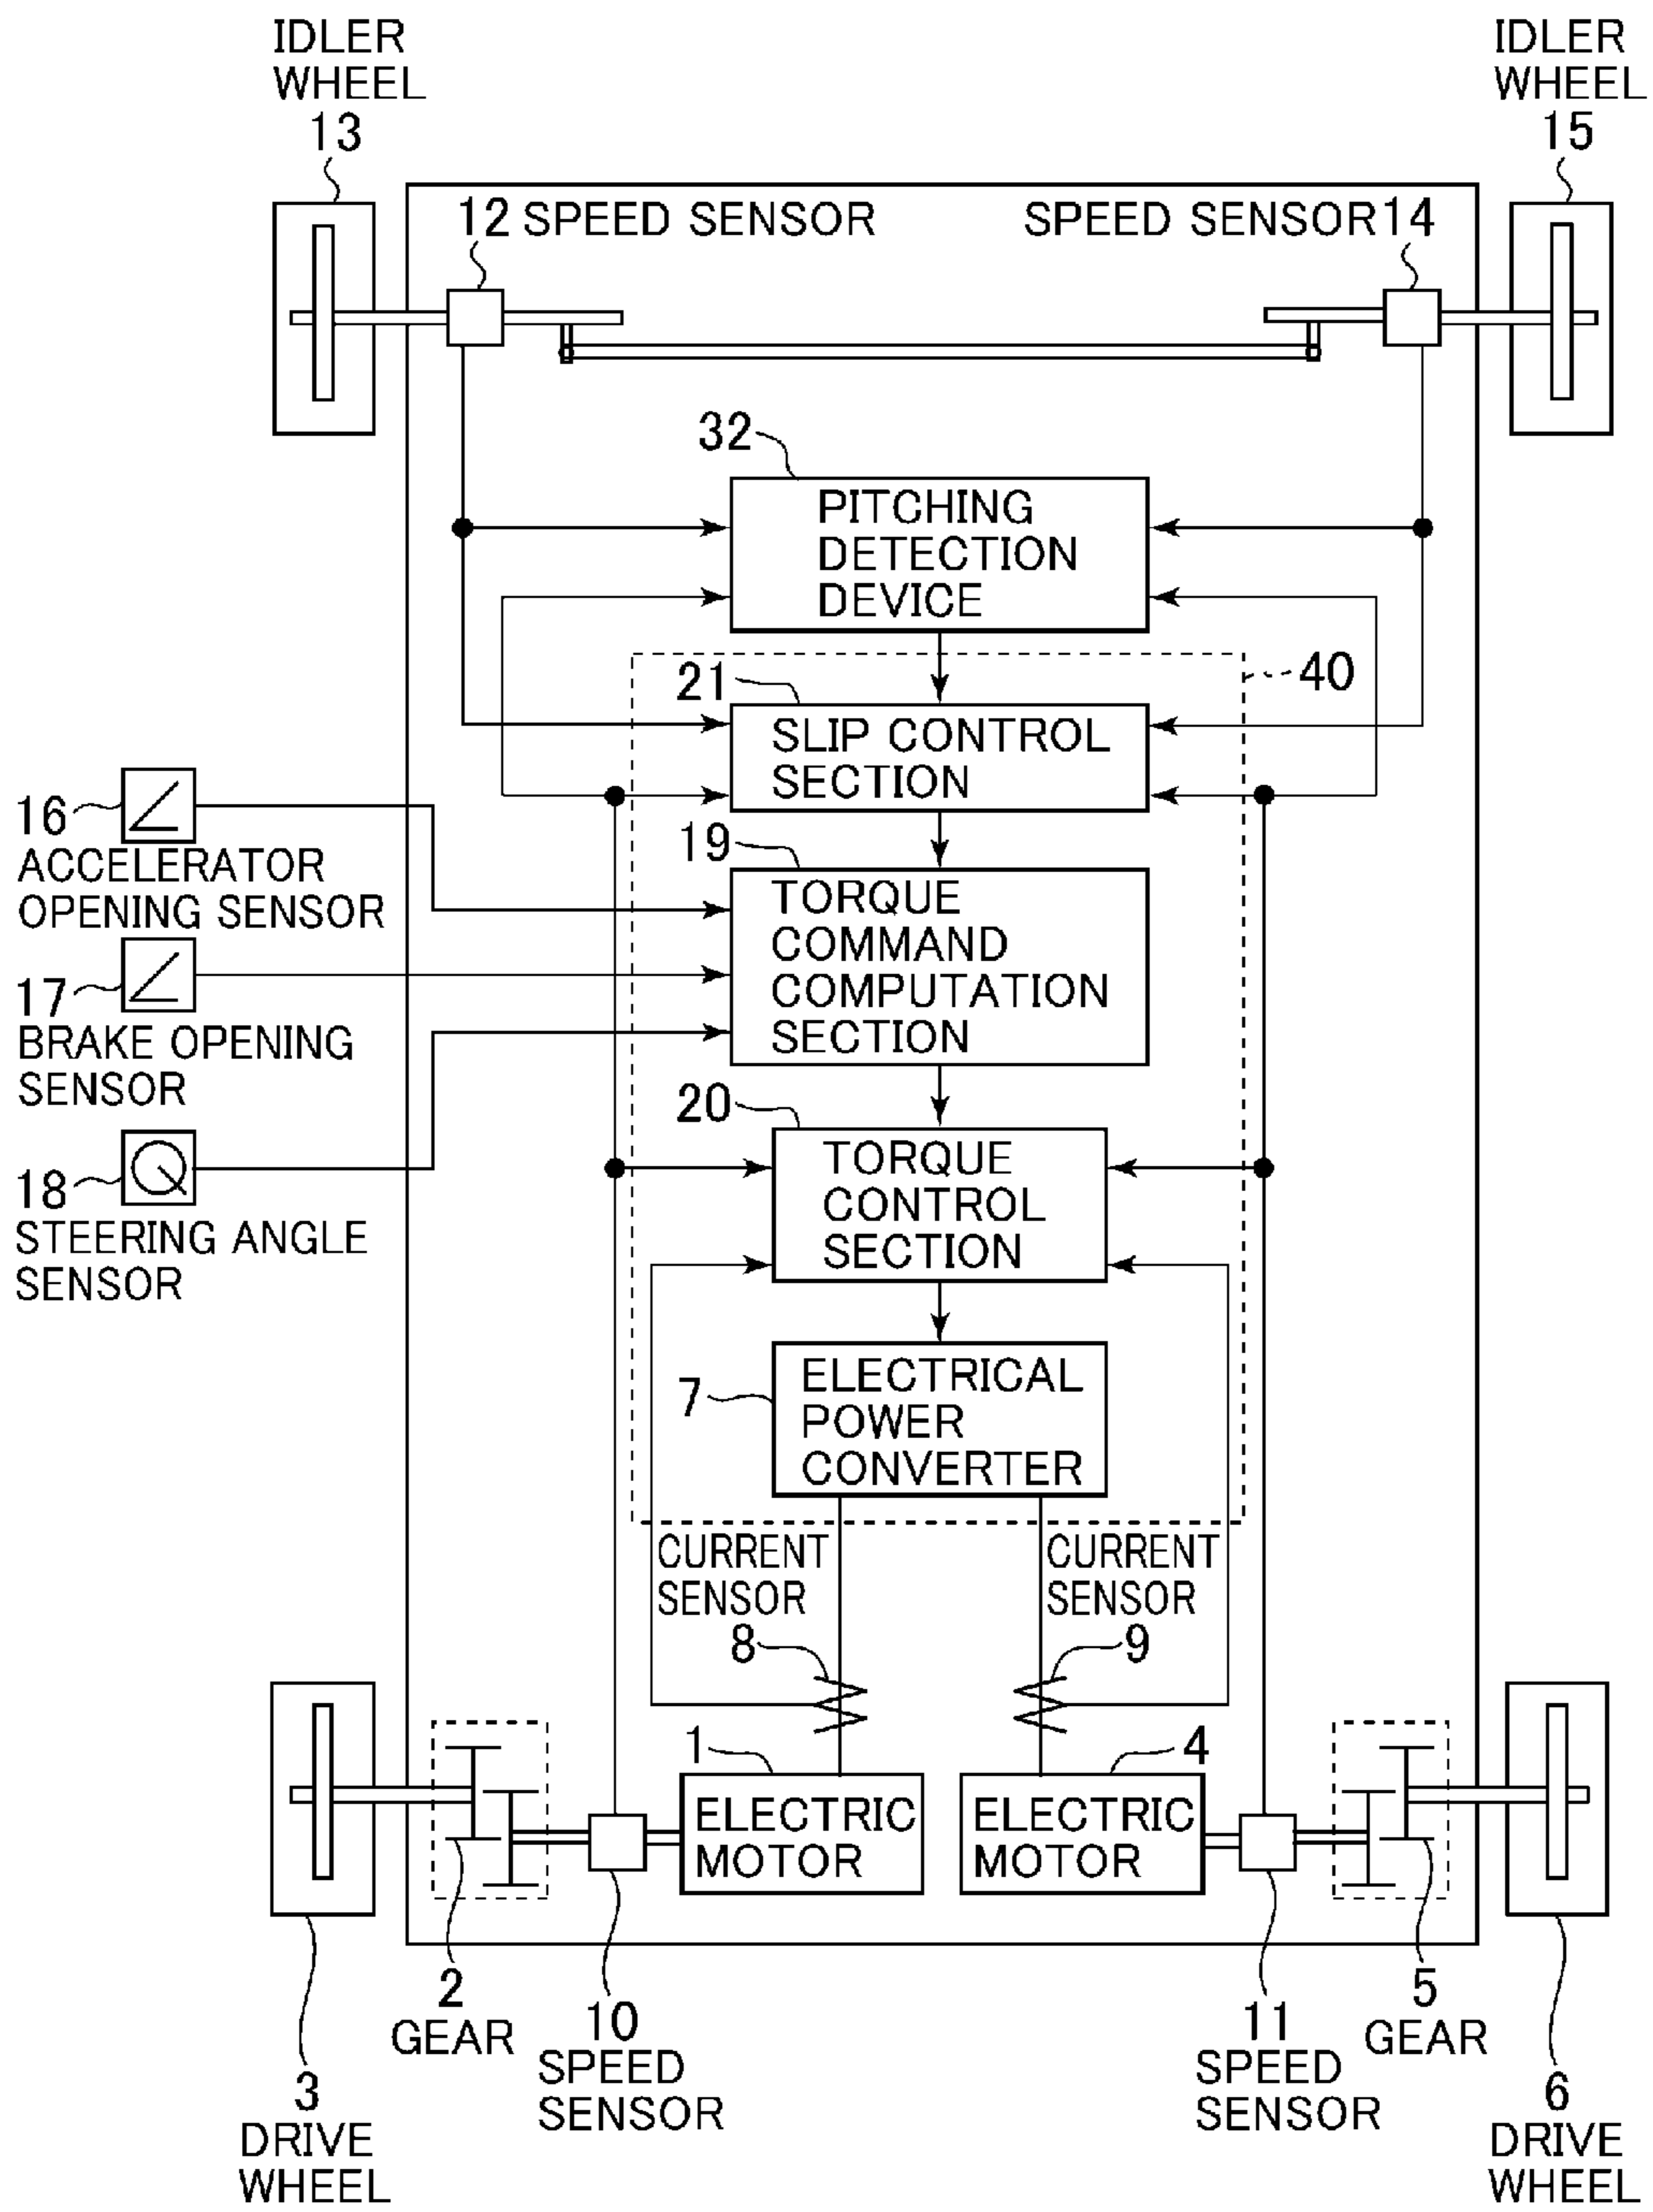 IDLER
WHEEL
13
IDLER
WHEEL
15
12 SPEED SENSOR
SPEED SENSOR 14
32
PITCHING
DETECTION
DEVICE
40
21
SLIP CONTROL
SECTION
16
ACCELERATOR
OPENING SENSOR
19
TORQUE
COMMAND
COMPUTATION
SECTION
17
BRAKE OPENING
SENSOR
20
TORQUE
CONTROL
SECTION
18
STEERING ANGLE
SENSOR
7
ELECTRICAL
POWER
CONVERTER
CURRENT
SENSOR
8
CURRENT
SENSOR
9
1
ELECTRIC
MOTOR
4
ELECTRIC
MOTOR
2
GEAR
10
SPEED
SENSOR
11
SPEED
SENSOR
5
GEAR
3
DRIVE
WHEEL
6
DRIVE
WHEEL